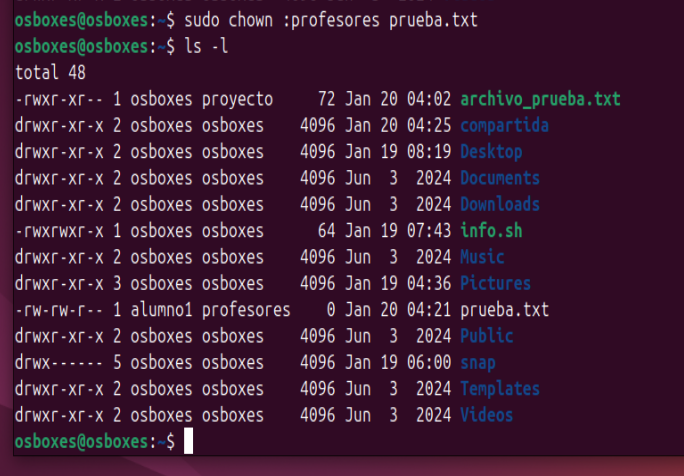 osboxes@osboxes:~$ sudo chown :profesores prueba.txt
osboxes@osboxes:~$ ls -l
total 48
-rwxr-xr-- 1 osboxes proyecto     72 Jan 20 04:02 archivo_prueba.txt
drwxr-xr-x 2 osboxes osboxes    4096 Jan 20 04:25 compartida
drwxr-xr-x 2 osboxes osboxes    4096 Jan 19 08:19 Desktop
drwxr-xr-x 2 osboxes osboxes    4096 Jun  3  2024 Documents
drwxr-xr-x 2 osboxes osboxes    4096 Jun  3  2024 Downloads
-rwxrwxr-x 1 osboxes osboxes      64 Jan 19 07:43 info.sh
drwxr-xr-x 2 osboxes osboxes    4096 Jun  3  2024 Music
drwxr-xr-x 3 osboxes osboxes    4096 Jan 19 04:36 Pictures
-rw-rw-r-- 1 alumno1 profesores    0 Jan 20 04:21 prueba.txt
drwxr-xr-x 2 osboxes osboxes    4096 Jun  3  2024 Public
drwx------ 5 osboxes osboxes    4096 Jan 19 06:00 snap
drwxr-xr-x 2 osboxes osboxes    4096 Jun  3  2024 Templates
drwxr-xr-x 2 osboxes osboxes    4096 Jun  3  2024 Videos
osboxes@osboxes:~$